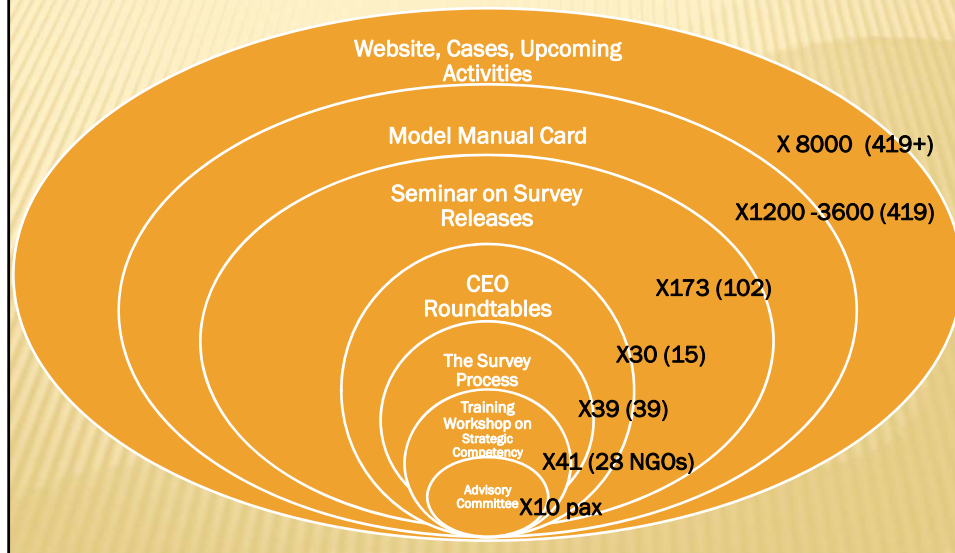 Website, Cases, Upcoming
Activities
Model Manual Card
X 8000 (419+)
Seminar on Survey
Releases
X1200 -3600 (419)
CEO
Roundtables
X173 (102)
The Survey
Process
X30 (15)
Training
Workshop on
Strategic
Competency
X39 (39)
X41 (28 NGOs)
Advisory
Committee
X10 pax